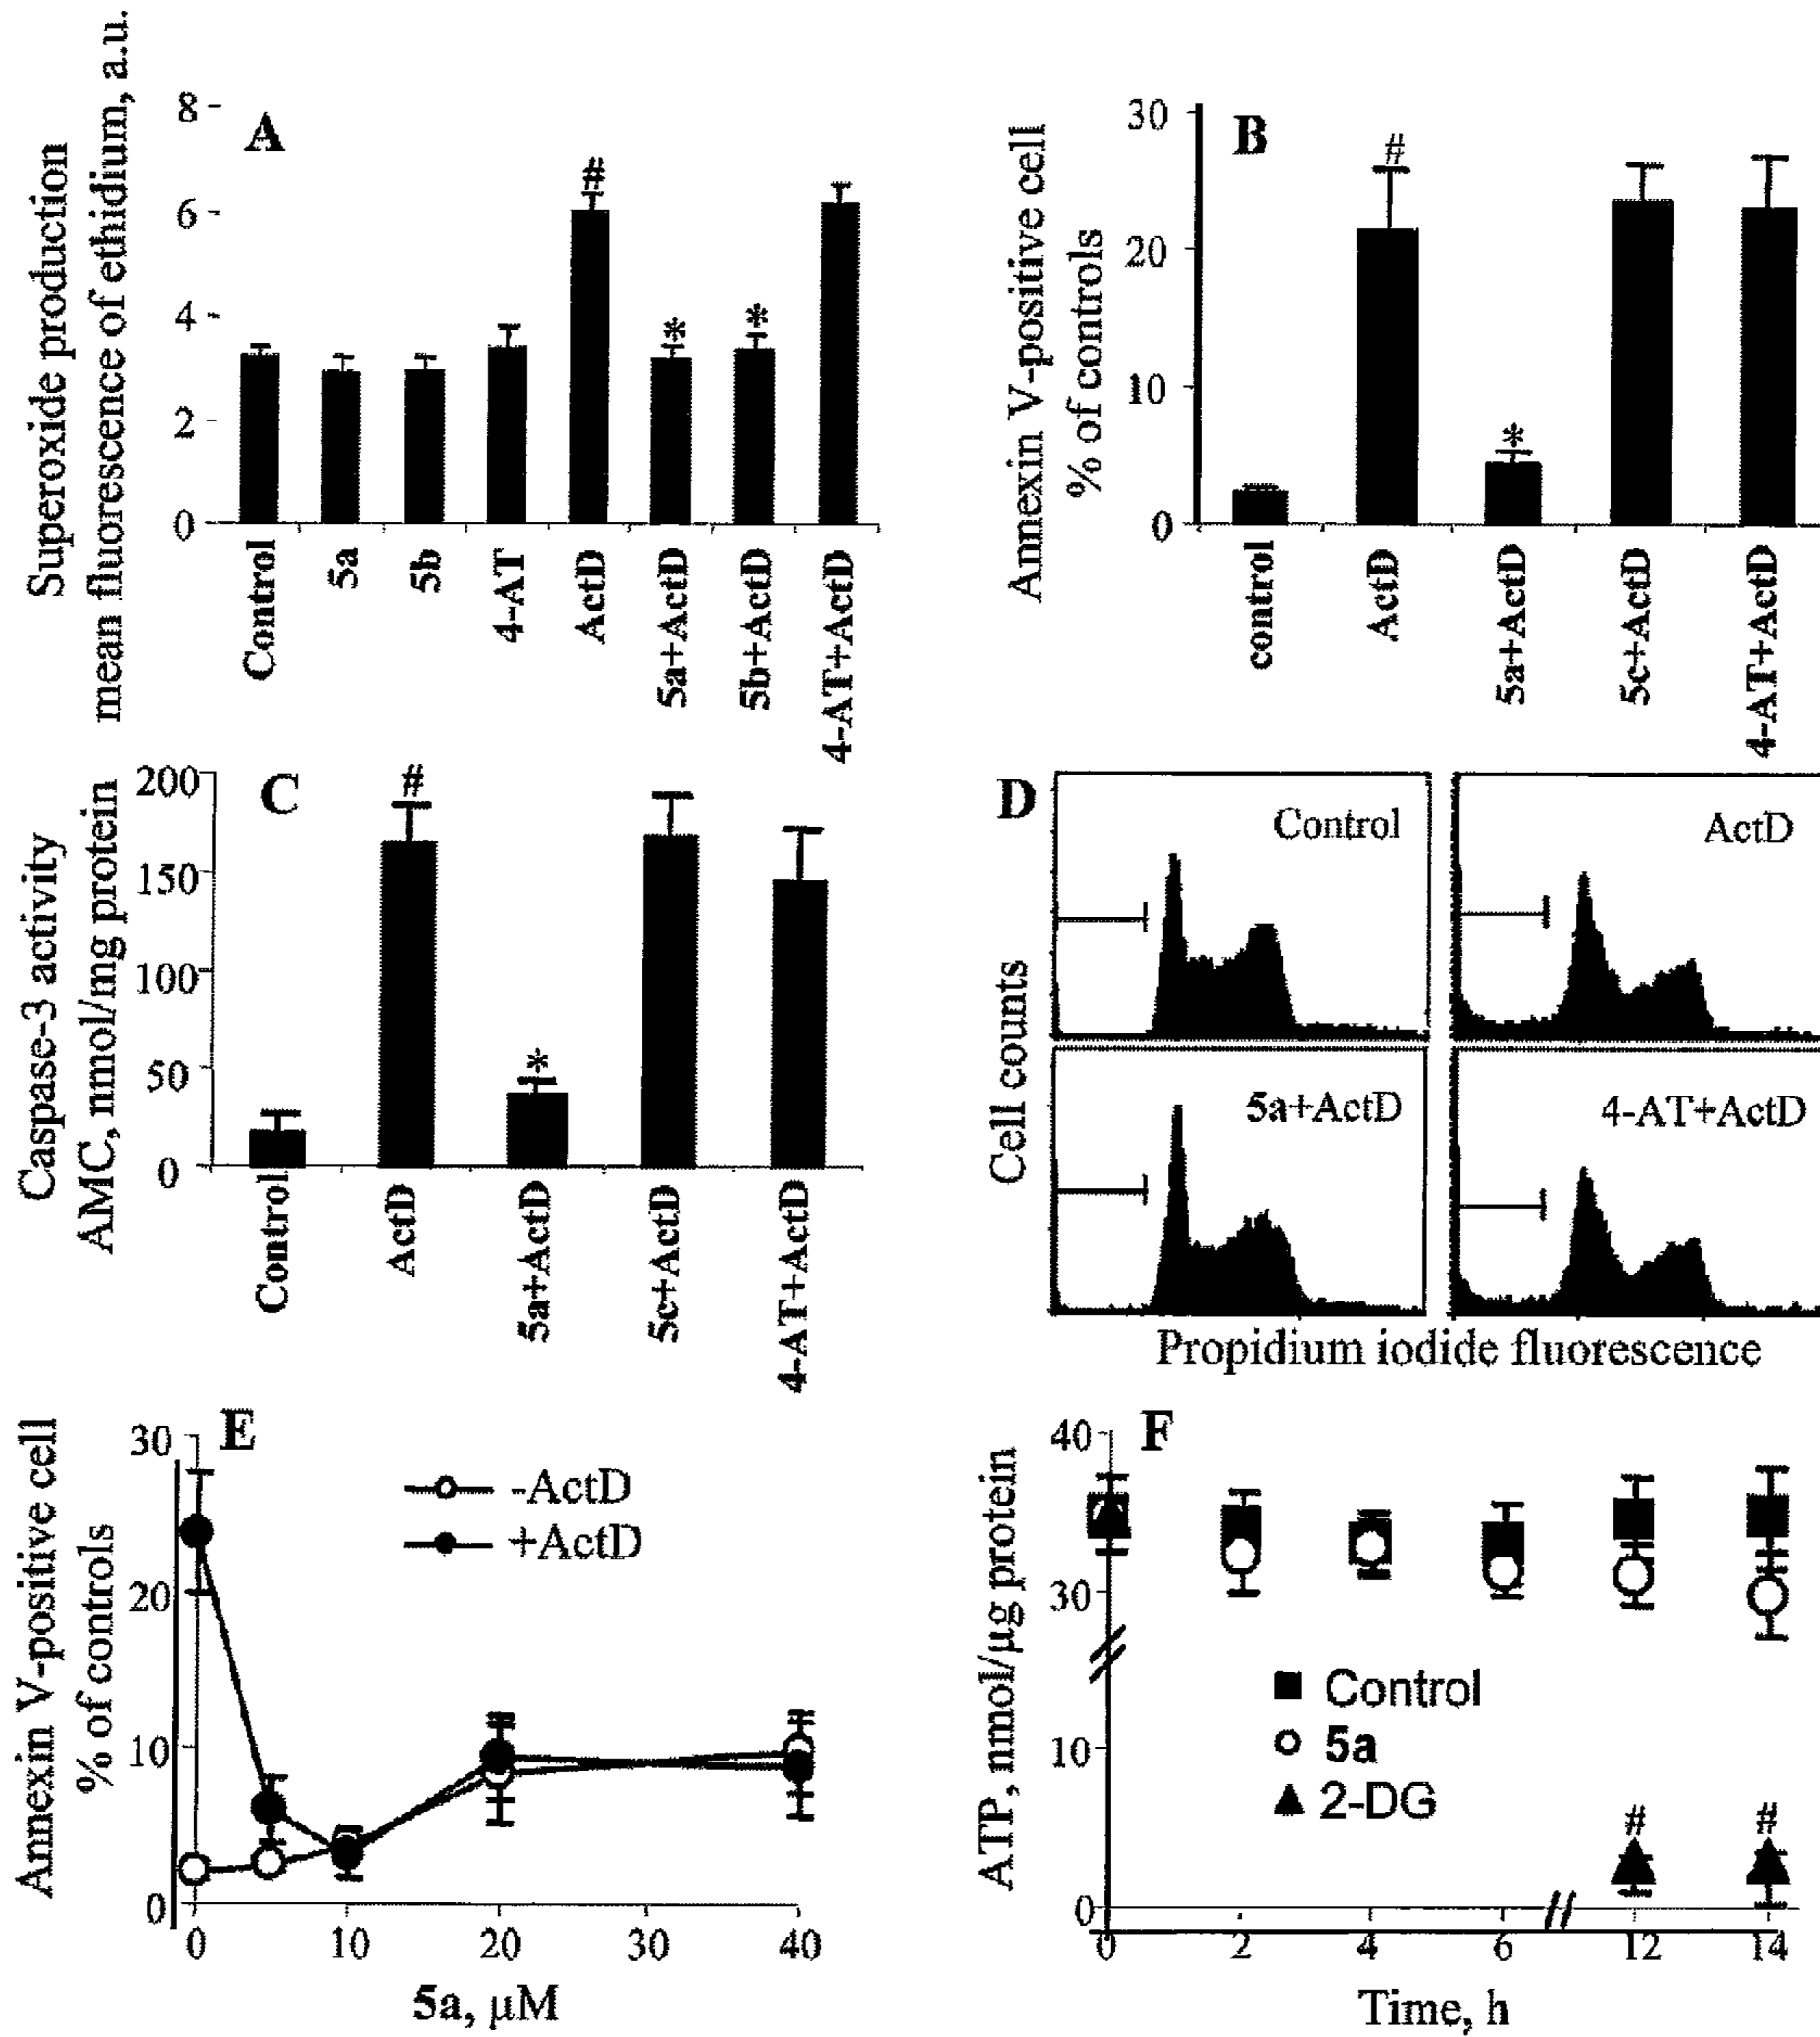 A
Superoxide production
mean fluorescence of ethidium, a.u.
8
6
4
2
0
#
*
*
Control
5a
5b
4-AT
ActD
5a+ActD
5b+ActD
4-AT+ActD
B
Annexin V-positive cell
% of controls
30
20
10
0
#
*
control
ActD
5a+ActD
5c+ActD
4-AT+ActD
C
Caspase-3 activity
AMC, nmol/mg protein
200
150
100
50
0
#
*
Control
ActD
5a+ActD
5c+ActD
4-AT+ActD
D
Cell counts
Control
ActD
5a+ActD
4-AT+ActD
Propidium iodide fluorescence
E
Annexin V-positive cell
% of controls
30
20
10
0
-ActD
+ActD
0 10 20 30 40
5a, μM
F
ATP, nmol/μg protein
40
30
10
0
Control
5a
2-DG
# #
0 2 4 6 12 14
Time, h